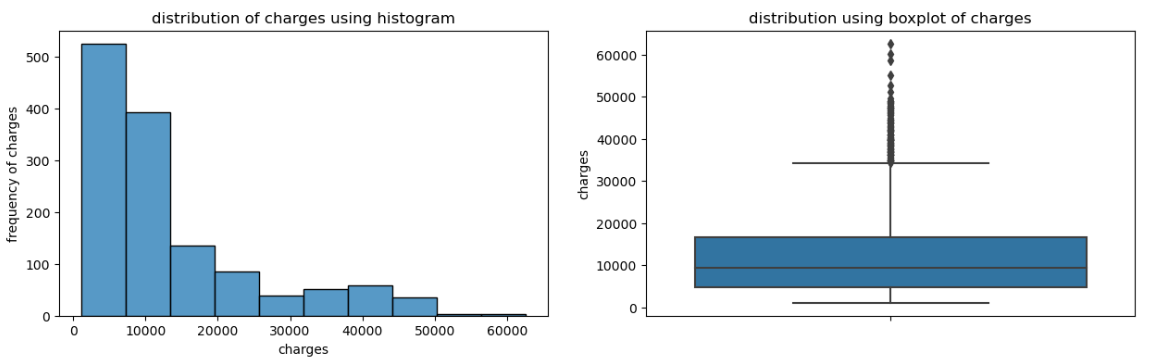 distribution of charges using histogram
frequency of charges
500
400
300
200
100
0
0 10000 20000 30000 40000 50000 60000
charges
distribution using boxplot of charges
charges
60000
50000
40000
30000
20000
10000
0